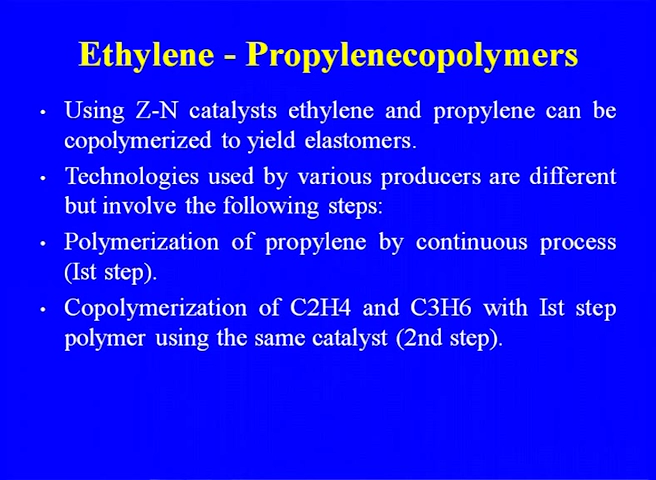 Ethylene - Propylenecopolymers
• Using Z-N catalysts ethylene and propylene can be
copolymerized to yield elastomers.
• Technologies used by various producers are different
but involve the following steps:
• Polymerization of propylene by continuous process
(Ist step).
• Copolymerization of C2H4 and C3H6 with Ist step
polymer using the same catalyst (2nd step).